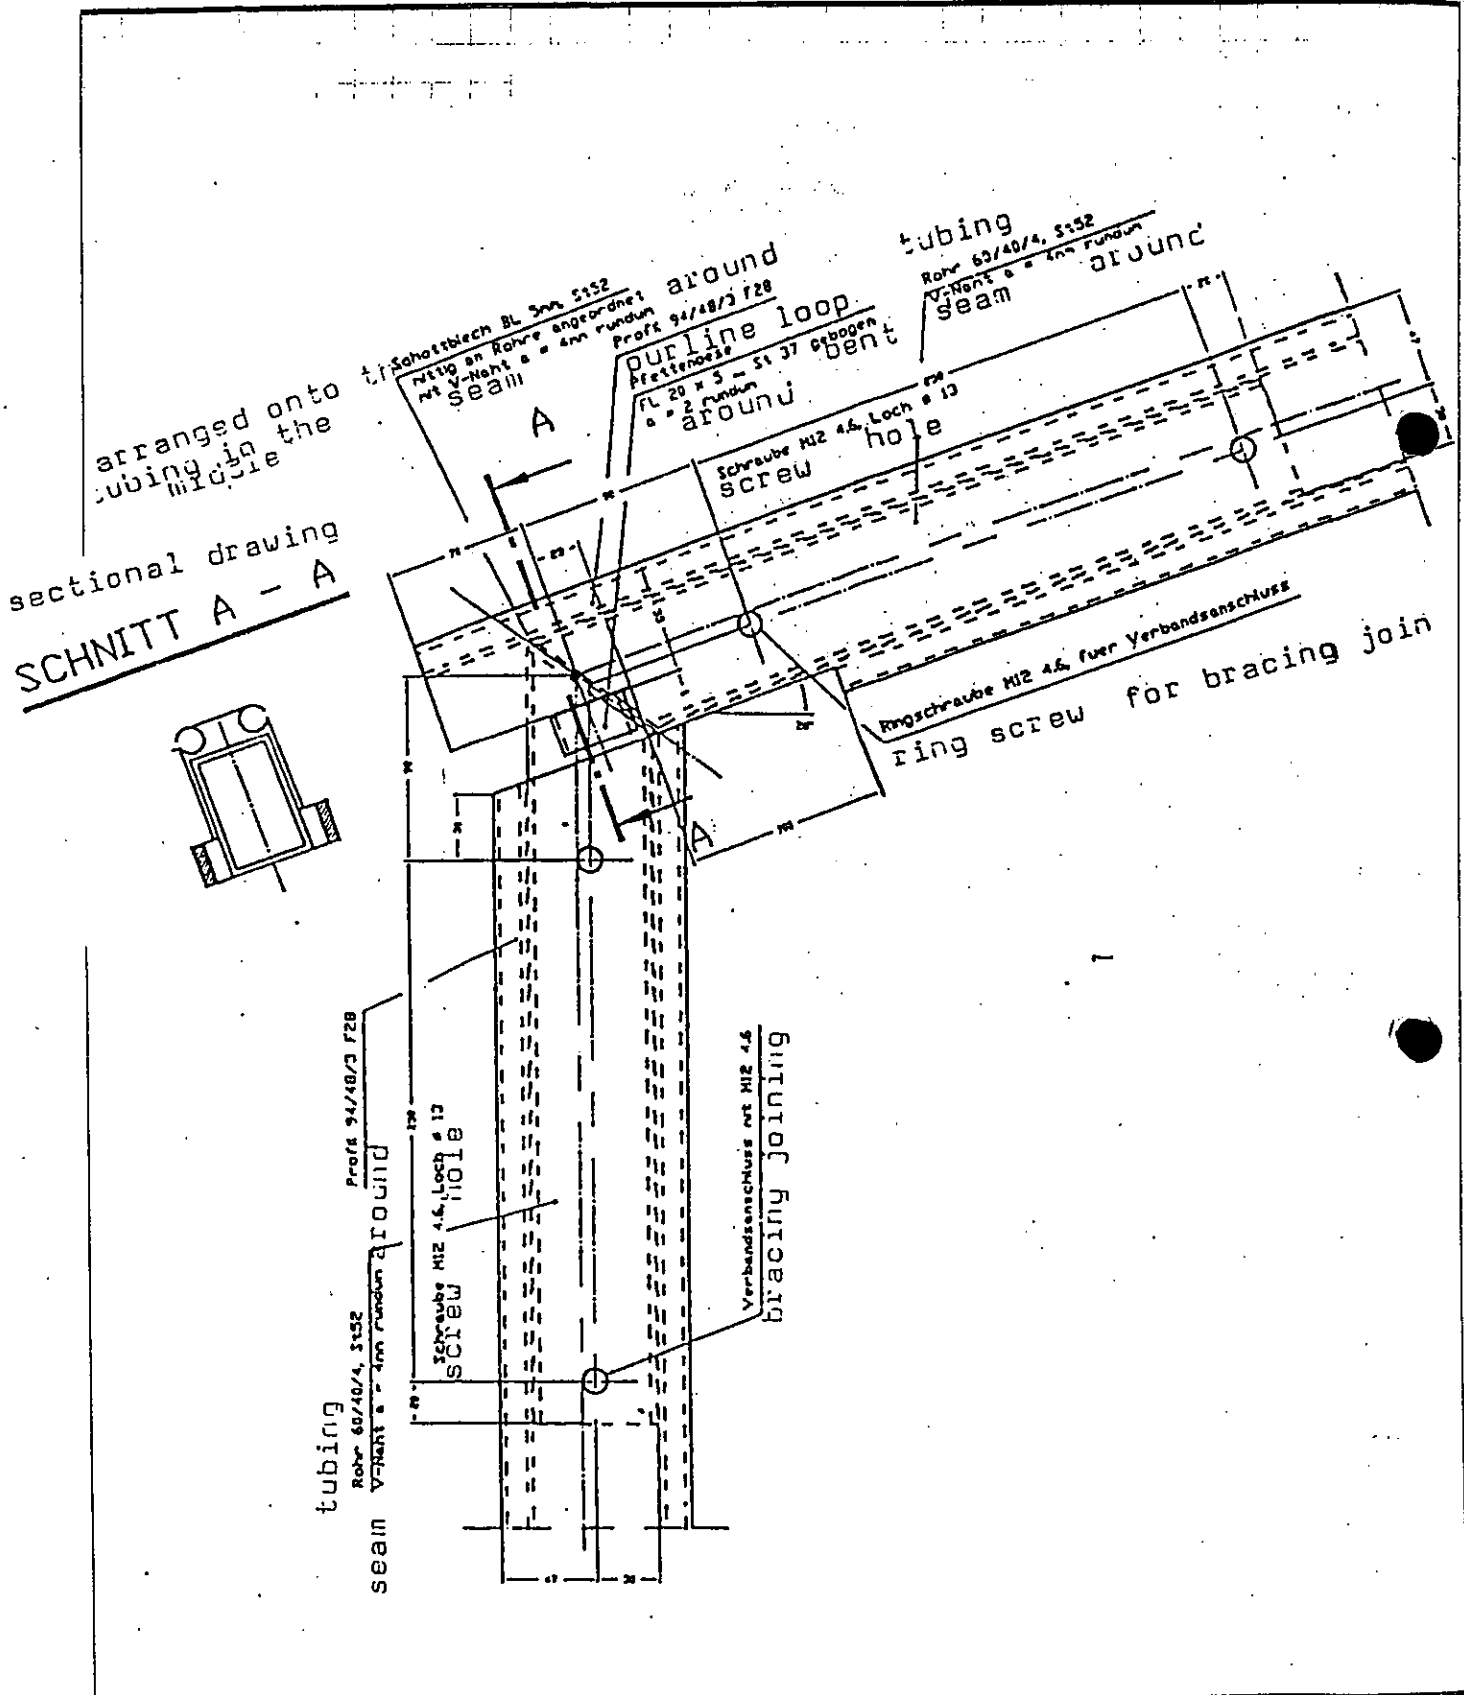 Schottblech BL 5mm, St52
mittig an Rohre angeordnet
mit V-Naht a = 4mm rundum
around
seam
arranged onto
tubing in the
middle
Profil 94/48/3 F28
purline loop
Pfettenoese
FL 20 x 5 - St 37 gebogen
bent
a = 2 rundum
around
tubing
Rohr 60/40/4, St52
V-Naht a = 4mm rundum
seam around
A
Schraube M12 4.6, Loch ø 13
screw hole
sectional drawing
SCHNITT A - A
Ringschraube M12 4.6, fuer Verbandsanschluss
ring screw for bracing join
A
Profil 94/48/3 F28
Schraube M12 4.6, Loch ø 13
screw hole
tubing
Rohr 60/40/4, St52
V-Naht a = 4mm rundum
seam around
Verbandsanschluss mit M12 4.6
bracing joining